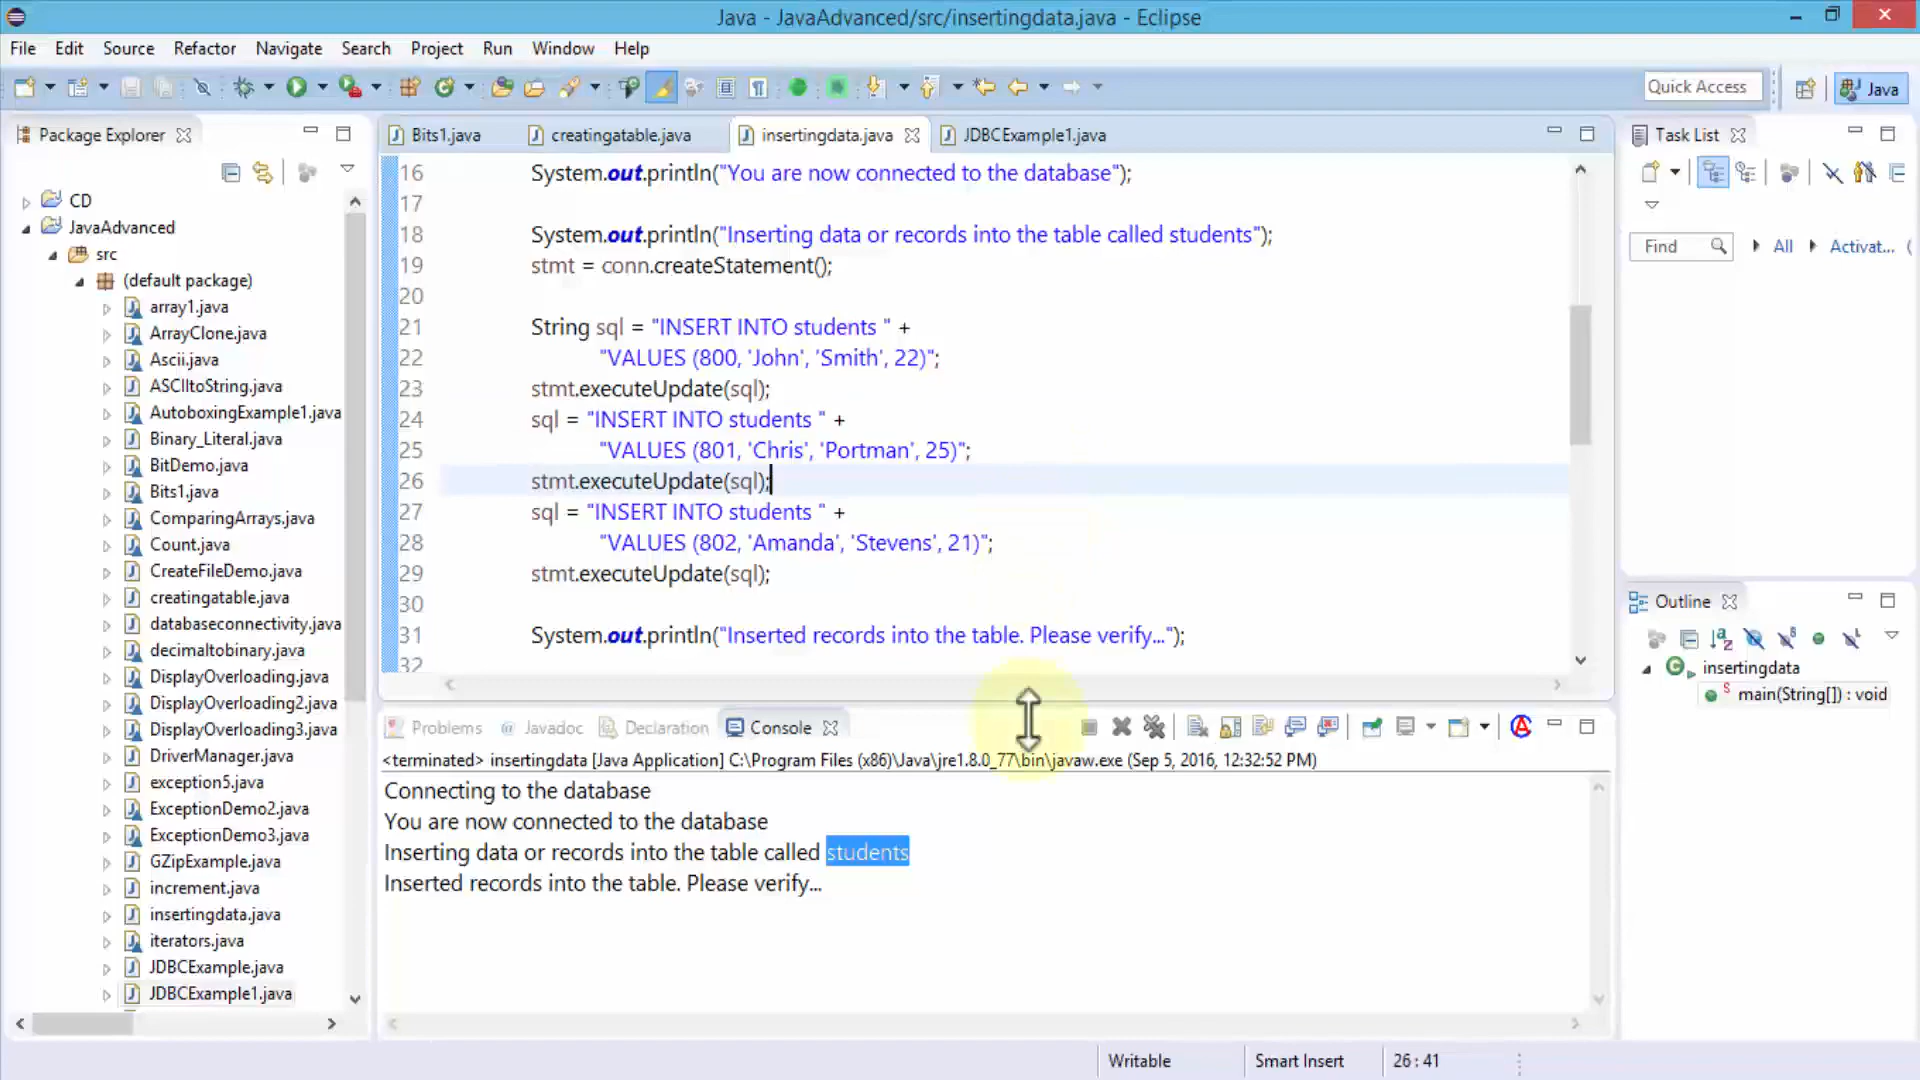 Java - JavaAdvanced/src/insertingdata.java - Eclipse
File Edit Source Refactor Navigate Search Project Run Window Help
Quick Access
Java
Package Explorer
CD
JavaAdvanced
src
(default package)
array1.java
ArrayClone.java
Ascii.java
ASCIItoString.java
AutoboxingExample1.java
Binary_Literal.java
BitDemo.java
Bits1.java
ComparingArrays.java
Count.java
CreateFileDemo.java
creatingatable.java
databaseconnectivity.java
decimaltobinary.java
DisplayOverloading.java
DisplayOverloading2.java
DisplayOverloading3.java
DriverManager.java
exception5.java
ExceptionDemo2.java
ExceptionDemo3.java
GZipExample.java
increment.java
insertingdata.java
iterators.java
JDBCExample.java
JDBCExample1.java
Bits1.java creatingatable.java insertingdata.java JDBCExample1.java
16 System.out.println("You are now connected to the database");
17
18 System.out.println("Inserting data or records into the table called students");
19 stmt = conn.createStatement();
20
21 String sql = "INSERT INTO students " +
22 "VALUES (800, 'John', 'Smith', 22)";
23 stmt.executeUpdate(sql);
24 sql = "INSERT INTO students " +
25 "VALUES (801, 'Chris', 'Portman', 25)";
26 stmt.executeUpdate(sql);
27 sql = "INSERT INTO students " +
28 "VALUES (802, 'Amanda', 'Stevens', 21)";
29 stmt.executeUpdate(sql);
30
31 System.out.println("Inserted records into the table. Please verify...");
32
Problems Javadoc Declaration Console
<terminated> insertingdata [Java Application] C:\Program Files (x86)\Java\jre1.8.0_77\bin\javaw.exe (Sep 5, 2016, 12:32:52 PM)
Connecting to the database
You are now connected to the database
Inserting data or records into the table called students
Inserted records into the table. Please verify...
Task List
Find All Activat...
Outline
insertingdata
main(String[]) : void
Writable Smart Insert 26 : 41